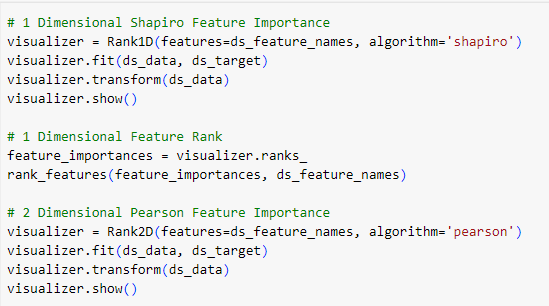 # 1 Dimensional Shapiro Feature Importance
visualizer = Rank1D(features=ds_feature_names, algorithm='shapiro')
visualizer.fit(ds_data, ds_target)
visualizer.transform(ds_data)
visualizer.show()
# 1 Dimensional Feature Rank
feature_importances = visualizer.ranks_
rank_features(feature_importances, ds_feature_names)
# 2 Dimensional Pearson Feature Importance
visualizer = Rank2D(features=ds_feature_names, algorithm='pearson')
visualizer.fit(ds_data, ds_target)
visualizer.transform(ds_data)
visualizer.show()